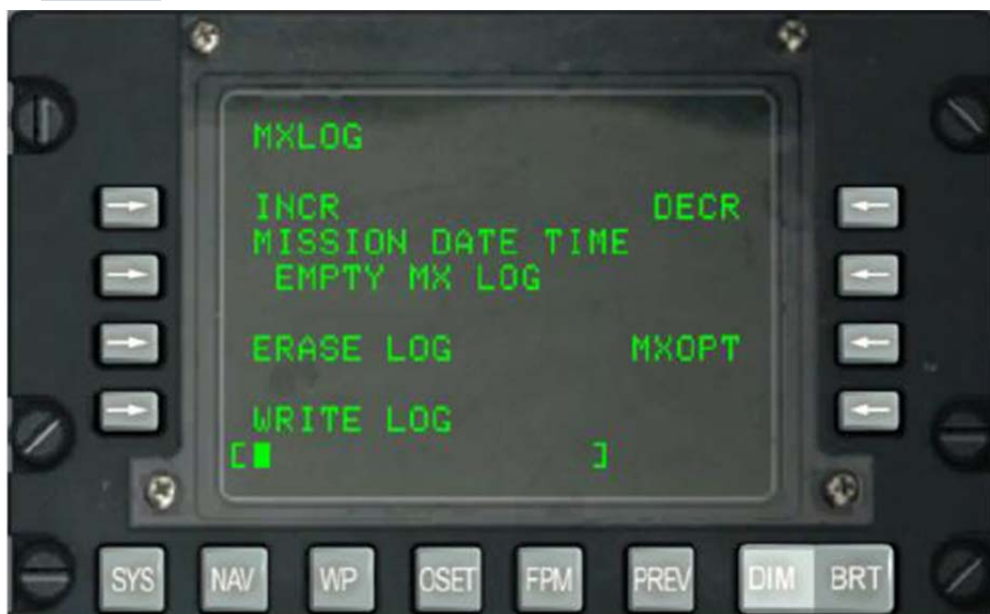 MXLOG
INCR DECR
MISSION DATE TIME
EMPTY MX LOG
ERASE LOG MXOPT
WRITE LOG
[ ]
SYS NAV WP OSET FPM PREV DIM BRT